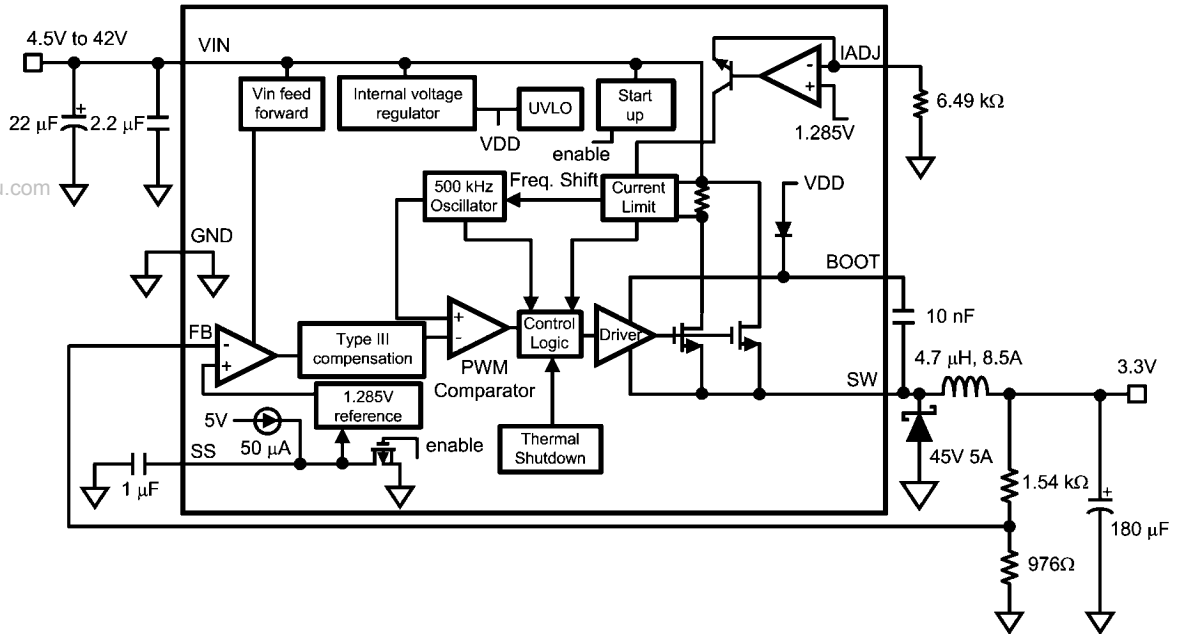 4.5V to 42V
VIN
IADJ
Vin feed
forward
Internal voltage
regulator
UVLO
VDD
Start
up
enable
-
+
1.285V
6.49 kΩ
+
22 μF
2.2 μF
u.com
500 kHz
Oscillator
Freq. Shift
Current
Limit
VDD
GND
BOOT
FB
-
+
Type III
compensation
+
-
PWM
Comparator
Control
Logic
Driver
10 nF
4.7 μH, 8.5A
3.3V
SW
1.285V
reference
5V
50 μA
SS
enable
Thermal
Shutdown
45V 5A
1 μF
1.54 kΩ
+
180 μF
976Ω